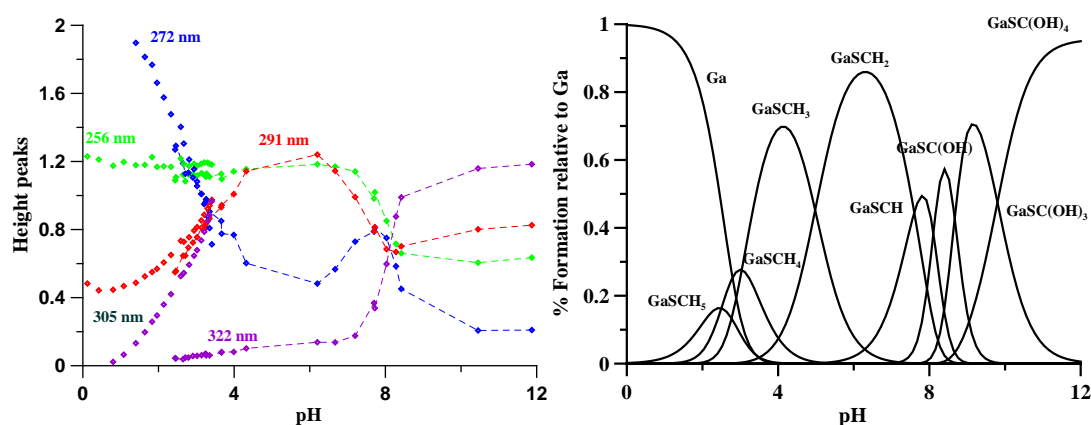 2
1.6
1.2
0.8
0.4
0
Height peaks
272 nm
256 nm
291 nm
305 nm
322 nm
0 4 8 12
pH
1
0.8
0.6
0.4
0.2
0
% Formation relative to Ga
Ga
GaSCH5
GaSCH4
GaSCH3
GaSCH2
GaSCH
GaSC(OH)
GaSC(OH)3
GaSC(OH)4
0 4 8 12
pH